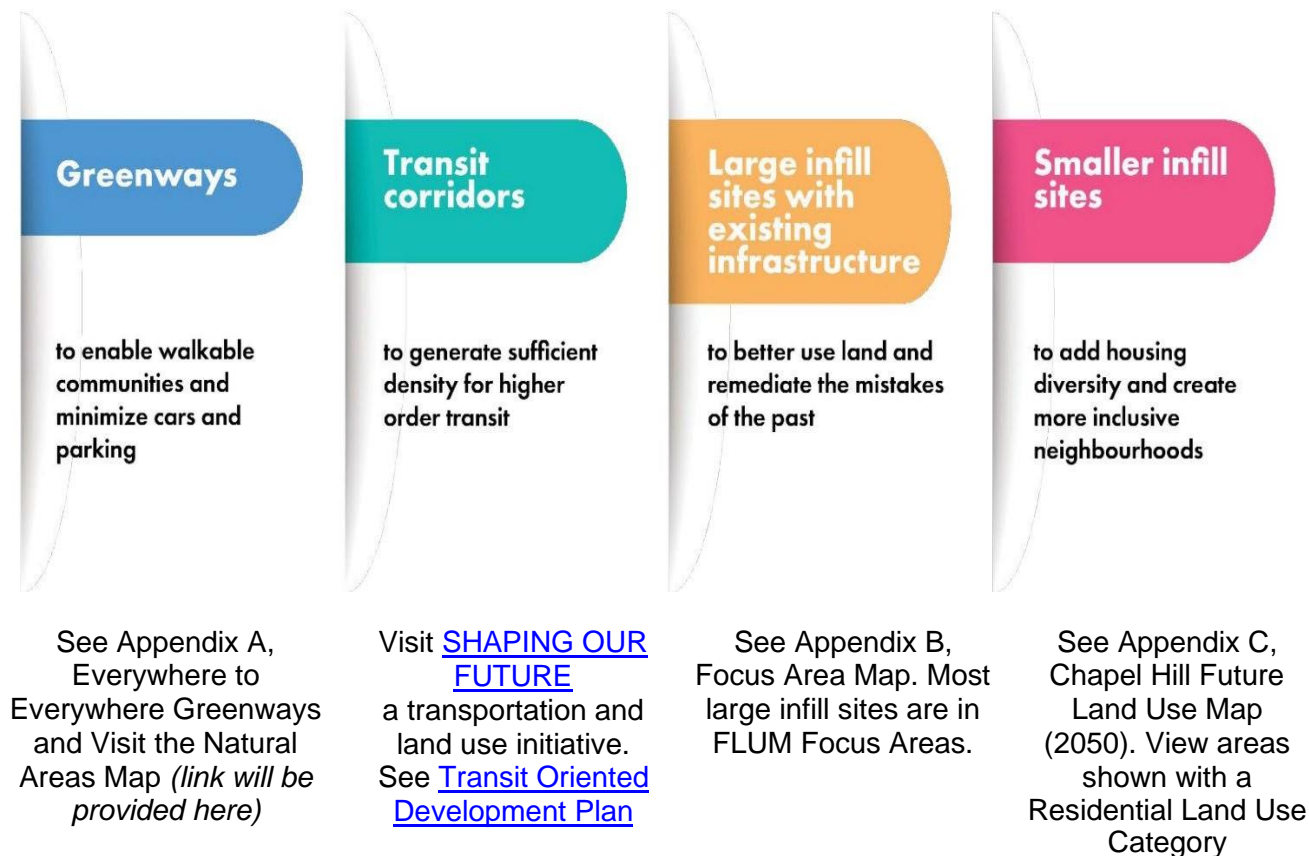 Greenways
to enable walkable
communities and
minimize cars and
parking
See Appendix A,
Everywhere to
Everywhere Greenways
and Visit the Natural
Areas Map (link will be
provided here)
Transit
corridors
to generate sufficient
density for higher
order transit
Visit SHAPING OUR
FUTURE
a transportation and
land use initiative.
See Transit Oriented
Development Plan
Large infill
sites with
existing
infrastructure
to better use land and
remediate the mistakes
of the past
See Appendix B,
Focus Area Map. Most
large infill sites are in
FLUM Focus Areas.
Smaller infill
sites
to add housing
diversity and create
more inclusive
neighbourhoods
See Appendix C,
Chapel Hill Future
Land Use Map
(2050). View areas
shown with a
Residential Land Use
Category